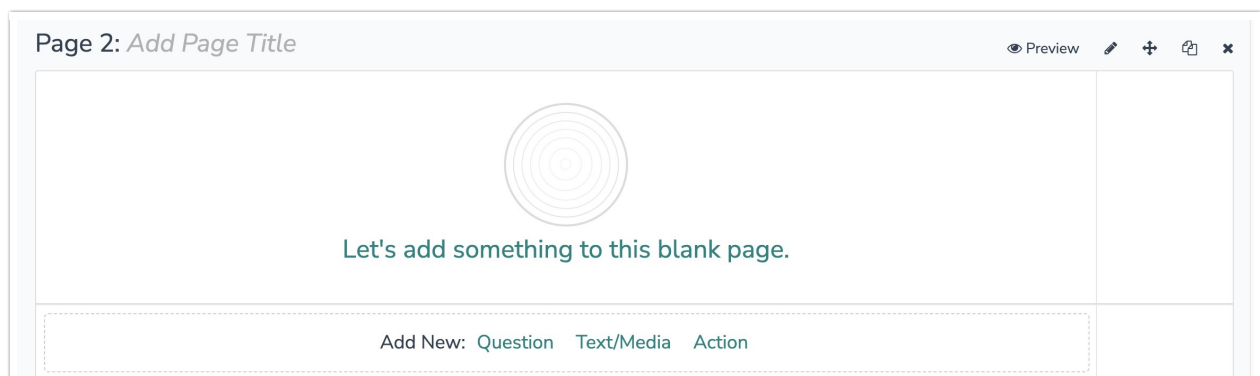 Page 2: Add Page Title
Preview
Let's add something to this blank page.
Add New: Question Text/Media Action